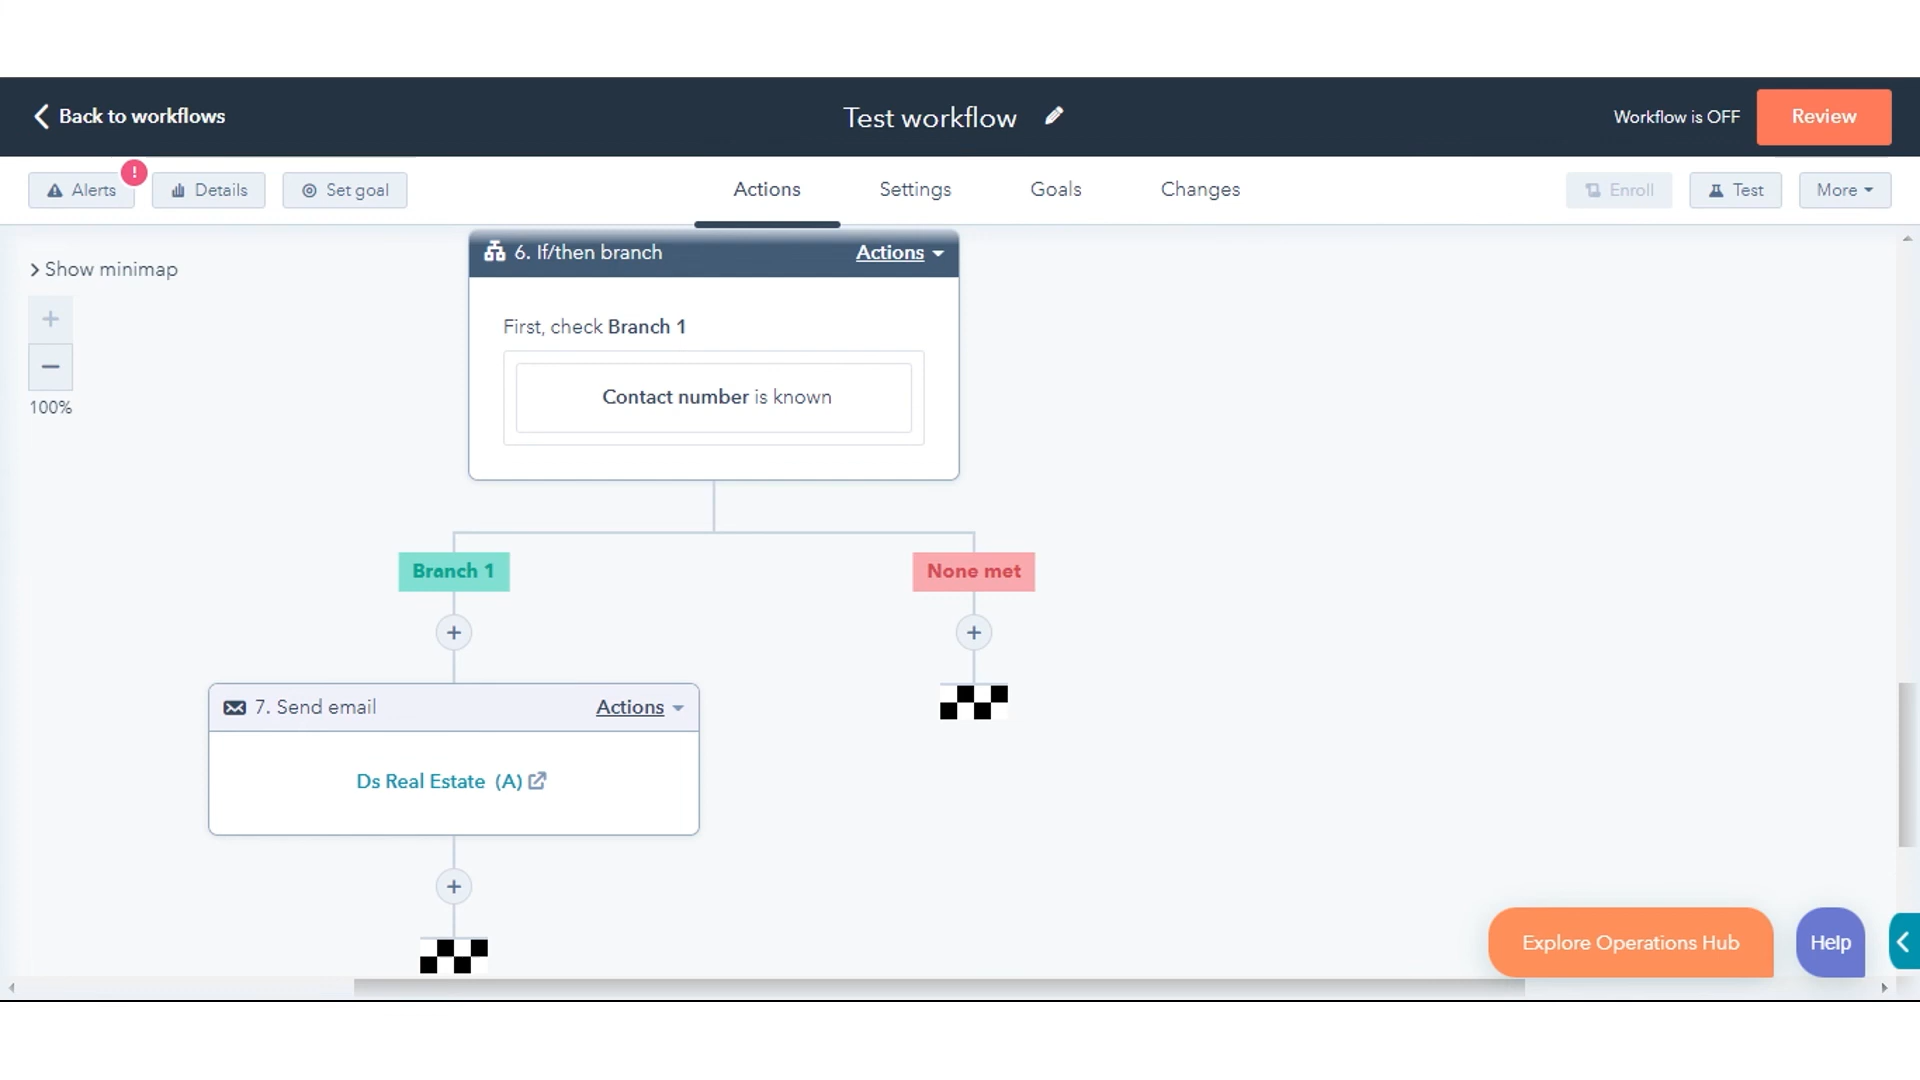 Back to workflows
Test workflow
Workflow is OFF
Review
Alerts
!
Details
Set goal
Actions
Settings
Goals
Changes
Enroll
Test
More
Show minimap
+
−
100%
6. If/then branch
Actions
First, check Branch 1
Contact number is known
Branch 1
None met
+
+
7. Send email
Actions
Ds Real Estate (A)
+
Explore Operations Hub
Help